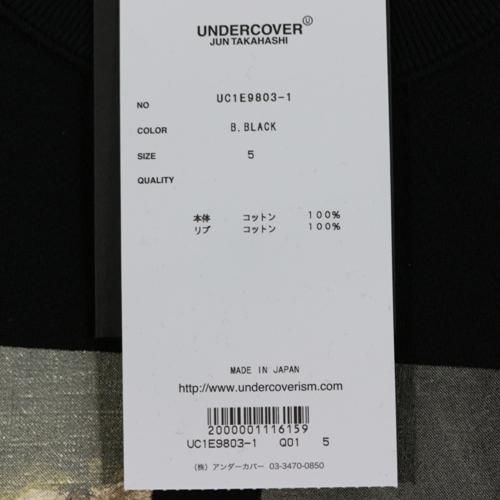 UNDERCOVER U
JUN TAKAHASHI
NO UC1E9803-1
COLOR B.BLACK
SIZE 5
QUALITY
本体 コットン 100%
リブ コットン 100%
MADE IN JAPAN
http://www.undercoverism.com
2000001116159
UC1E9803-1 Q01 5
(株) アンダーカバー 03-3470-0850